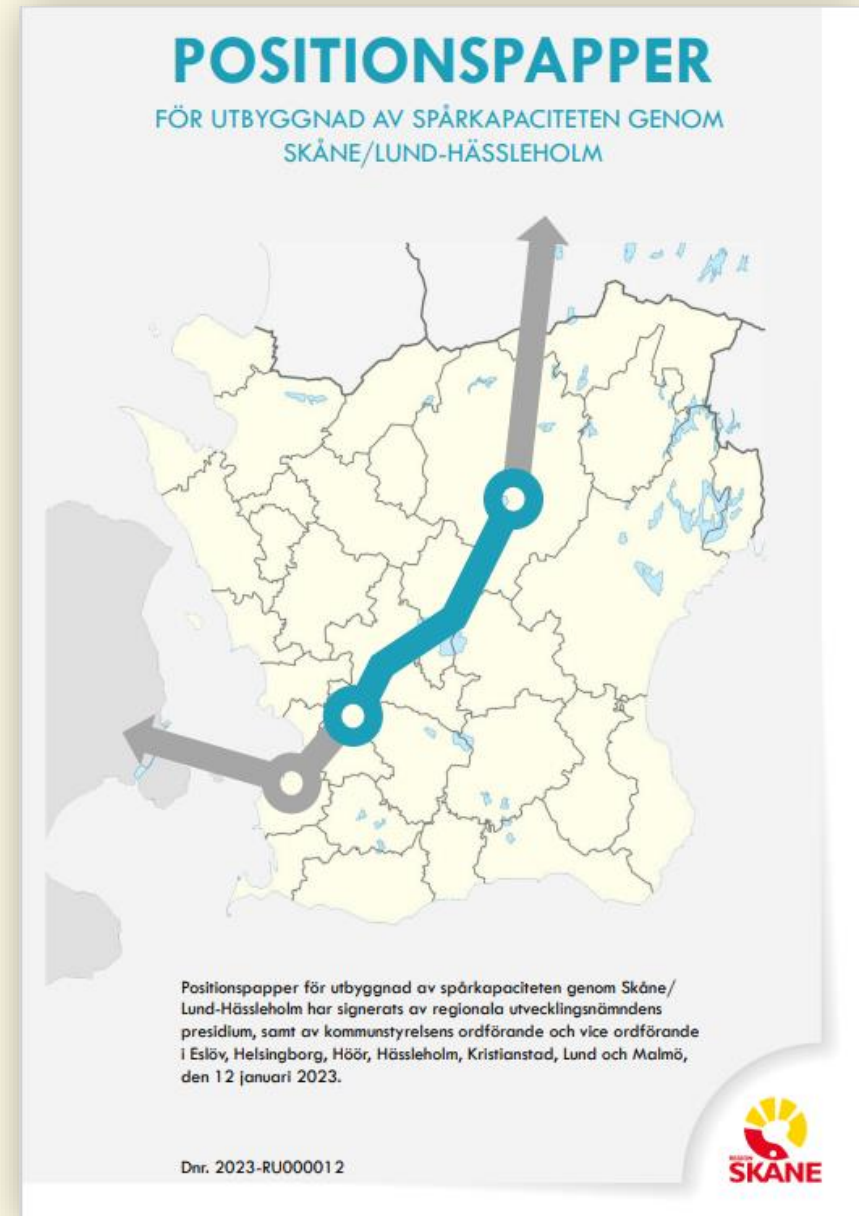 POSITIONSPAPPER
FÖR UTBYGGNAD AV SPÅRKAPACITETEN GENOM
SKÅNE/LUND-HÄSSLEHOLM
Positionspapper för utbyggnad av spårkapaciteten genom Skåne/
Lund-Hässleholm har signerats av regionala utvecklingsnämndens
presidium, samt av kommunstyrelsens ordförande och vice ordförande
i Eslöv, Helsingborg, Höör, Hässleholm, Kristianstad, Lund och Malmö,
den 12 januari 2023.
Dnr. 2023-RU000012
REGION
SKÅNE